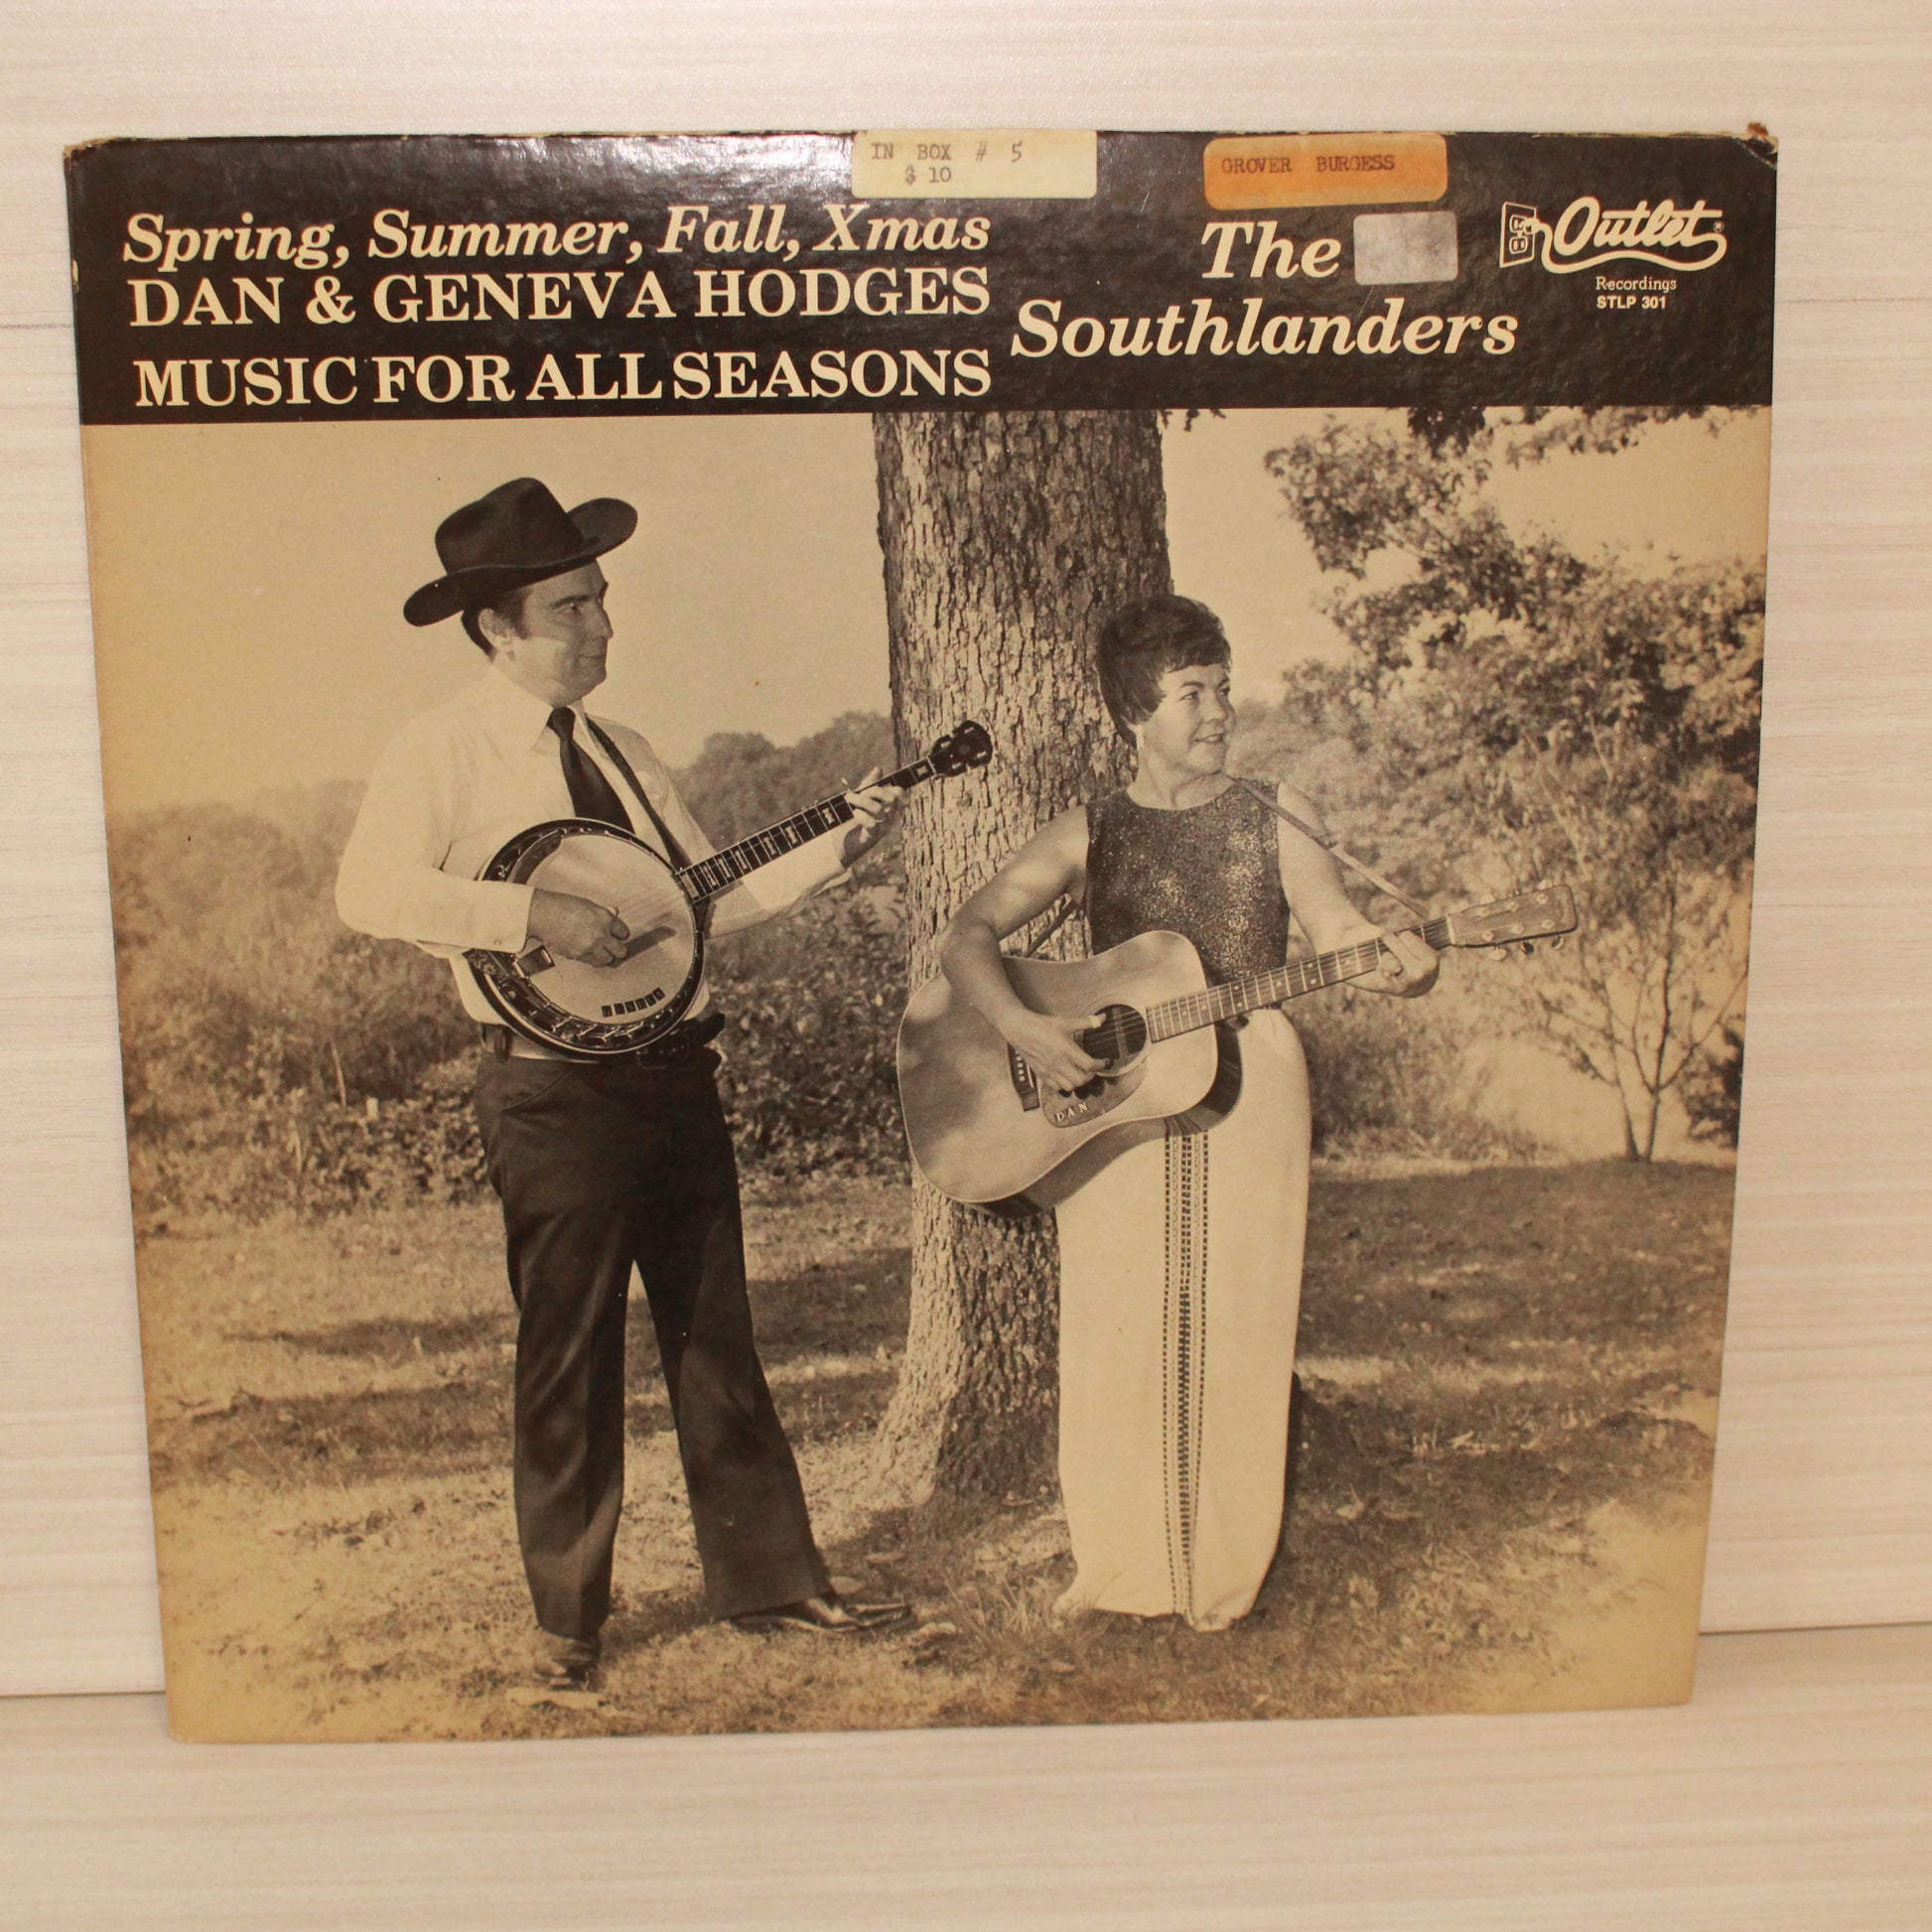 IN BOX # 5
$ 10
GROVER BURGESS
Spring, Summer, Fall, Xmas
DAN & GENEVA HODGES
MUSIC FOR ALL SEASONS
The
Southlanders
Outlet
Recordings
STLP 301
DAN